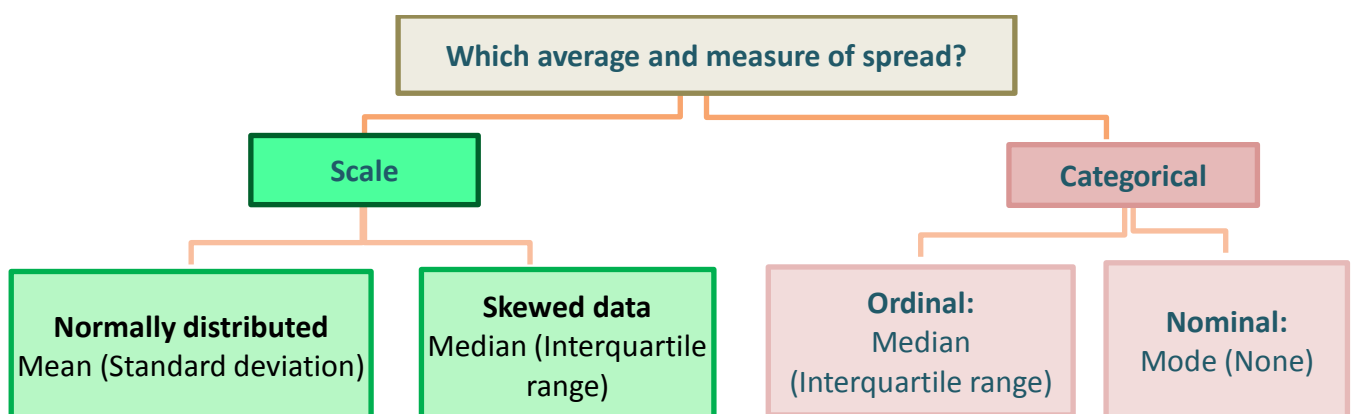 Which average and measure of spread?
Scale
Categorical
Normally distributed
Mean (Standard deviation)
Skewed data
Median (Interquartile
range)
Ordinal:
Median
(Interquartile range)
Nominal:
Mode (None)